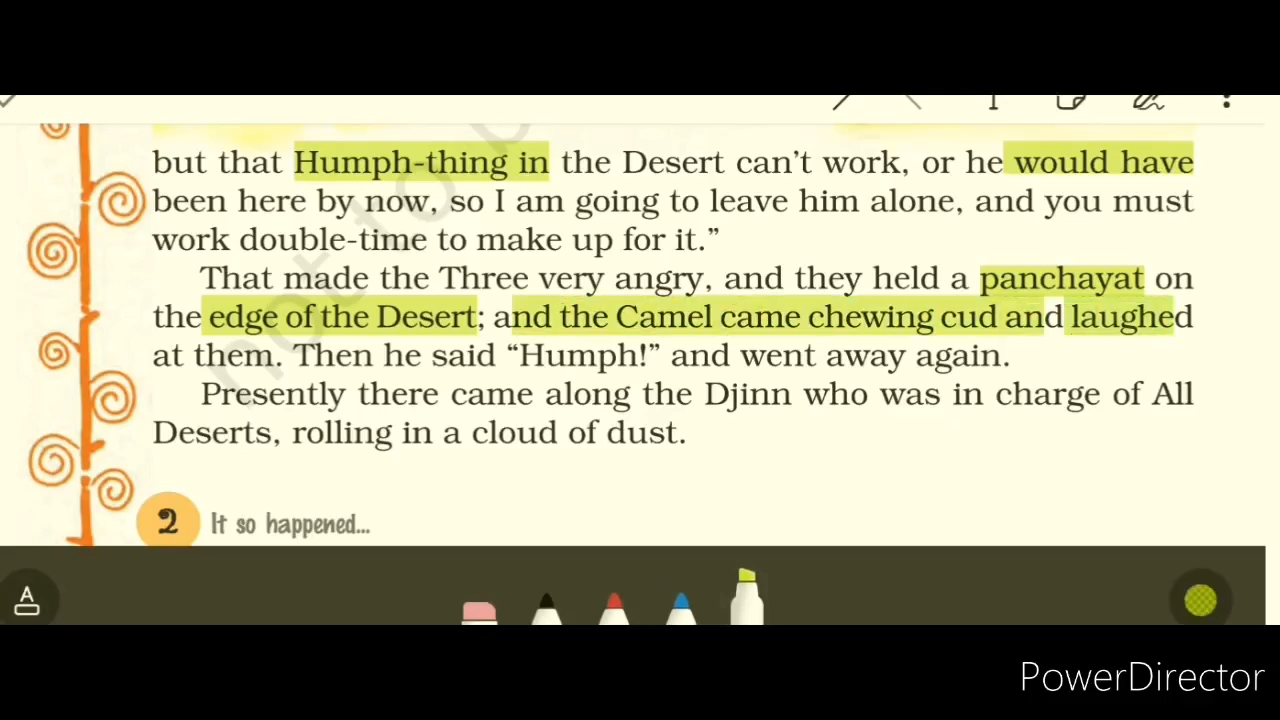 but that Humph-thing in the Desert can't work, or he would have
been here by now, so I am going to leave him alone, and you must
work double-time to make up for it.”
That made the Three very angry, and they held a panchayat on
the edge of the Desert; and the Camel came chewing cud and laughed
at them. Then he said “Humph!” and went away again.
Presently there came along the Djinn who was in charge of All
Deserts, rolling in a cloud of dust.
2 It so happened...
A
PowerDirector